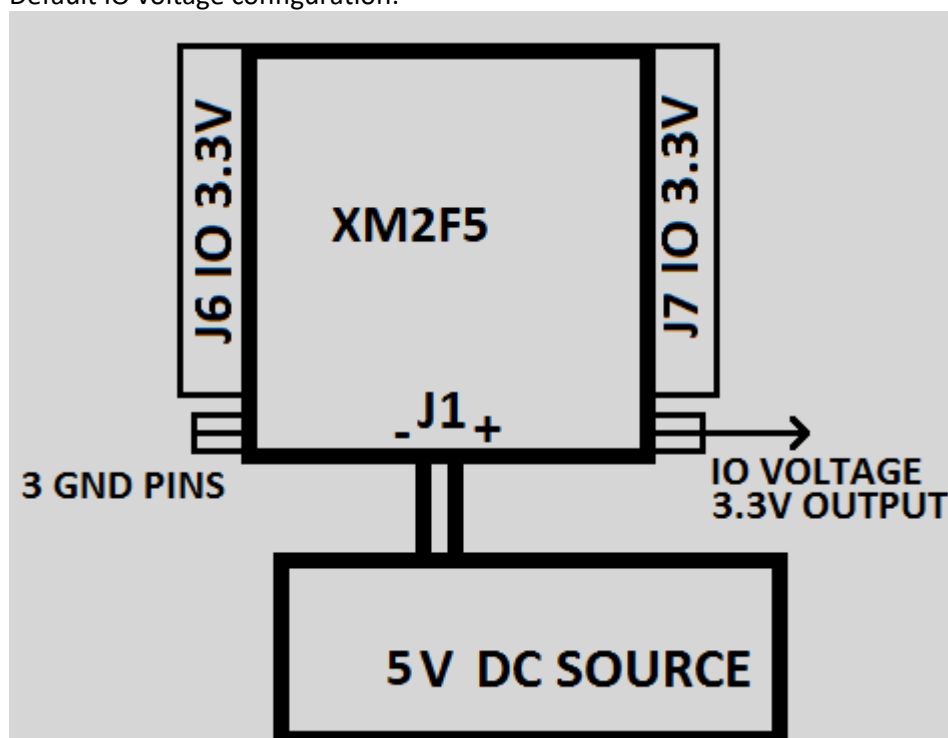 Default IO voltage configuration:
J6 IO 3.3V
XM2F5
J7 IO 3.3V
- J1 +
3 GND PINS
IO VOLTAGE
3.3V OUTPUT
5V DC SOURCE